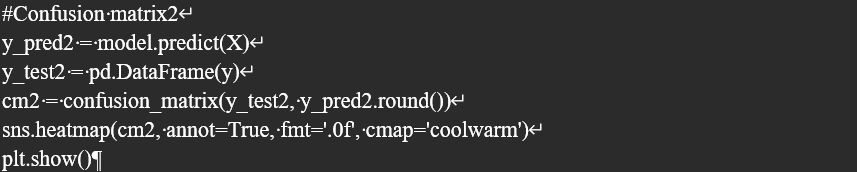 #Confusion matrix2
y_pred2 = model.predict(X)
y_test2 = pd.DataFrame(y)
cm2 = confusion_matrix(y_test2, y_pred2.round())
sns.heatmap(cm2, annot=True, fmt='.0f', cmap='coolwarm')
plt.show()